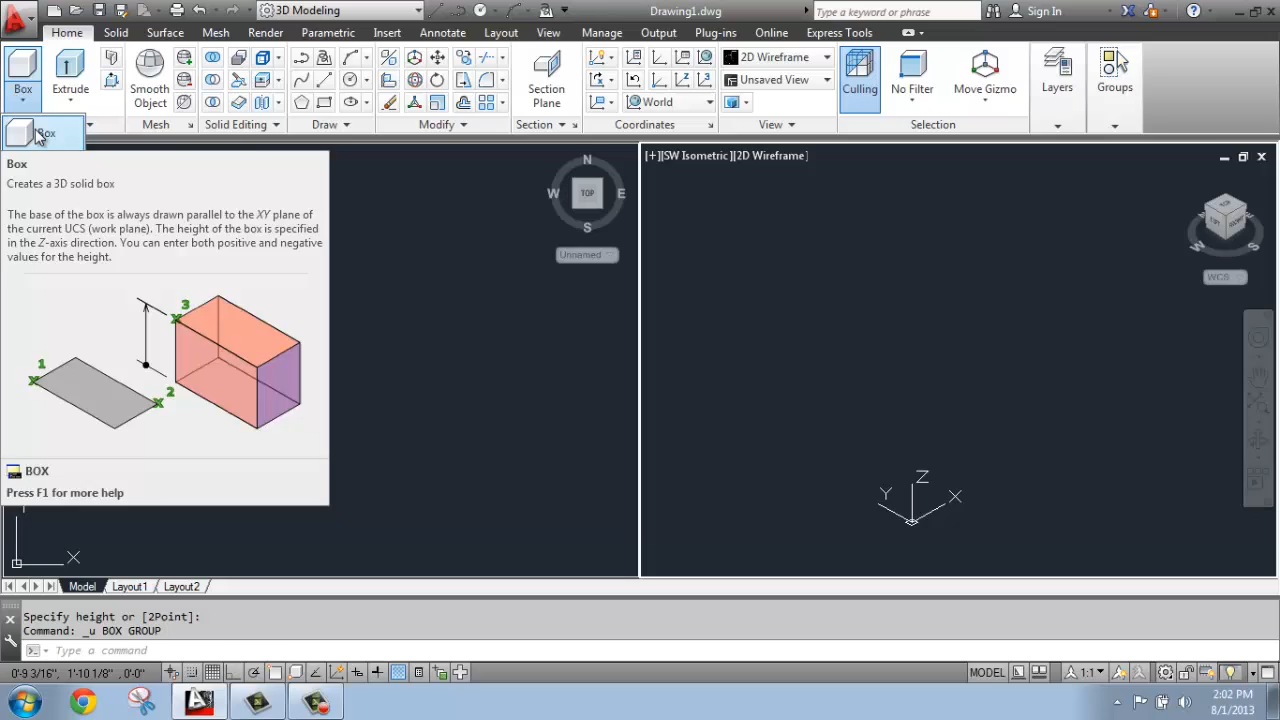 3D Modeling
Drawing1.dwg
Type a keyword or phrase
Sign In
Home Solid Surface Mesh Render Parametric Insert Annotate Layout View Manage Output Plug-ins Online Express Tools
Box
Extrude
Smooth
Object
Section
Plane
2D Wireframe
Unsaved View
World
Culling
No Filter
Move Gizmo
Layers
Groups
Mesh
Solid Editing
Draw
Modify
Section
Coordinates
View
Selection
Box
Box
Creates a 3D solid box
The base of the box is always drawn parallel to the XY plane of
the current UCS (work plane). The height of the box is specified
in the Z-axis direction. You can enter both positive and negative
values for the height.
3
1
2
BOX
Press F1 for more help
N
W TOP E
S
Unnamed
[+][SW Isometric][2D Wireframe]
W S
WCS
Z
Y X
X
Model Layout1 Layout2
Specify height or [2Point]:
Command: _u BOX GROUP
Type a command
0'-9 3/16", 1'-10 1/8", 0'-0"
MODEL
1:1
2:02 PM
8/1/2013